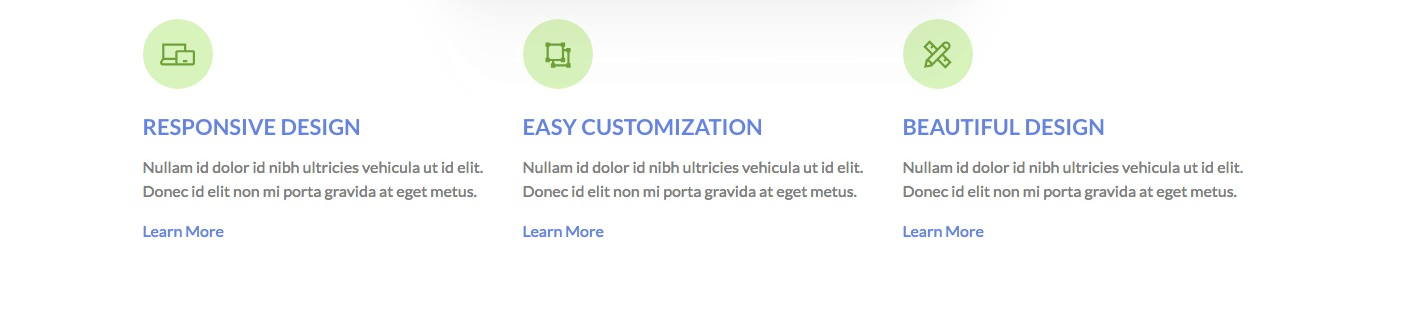 RESPONSIVE DESIGN
Nullam id dolor id nibh ultricies vehicula ut id elit.
Donec id elit non mi porta gravida at eget metus.
Learn More
EASY CUSTOMIZATION
Nullam id dolor id nibh ultricies vehicula ut id elit.
Donec id elit non mi porta gravida at eget metus.
Learn More
BEAUTIFUL DESIGN
Nullam id dolor id nibh ultricies vehicula ut id elit.
Donec id elit non mi porta gravida at eget metus.
Learn More